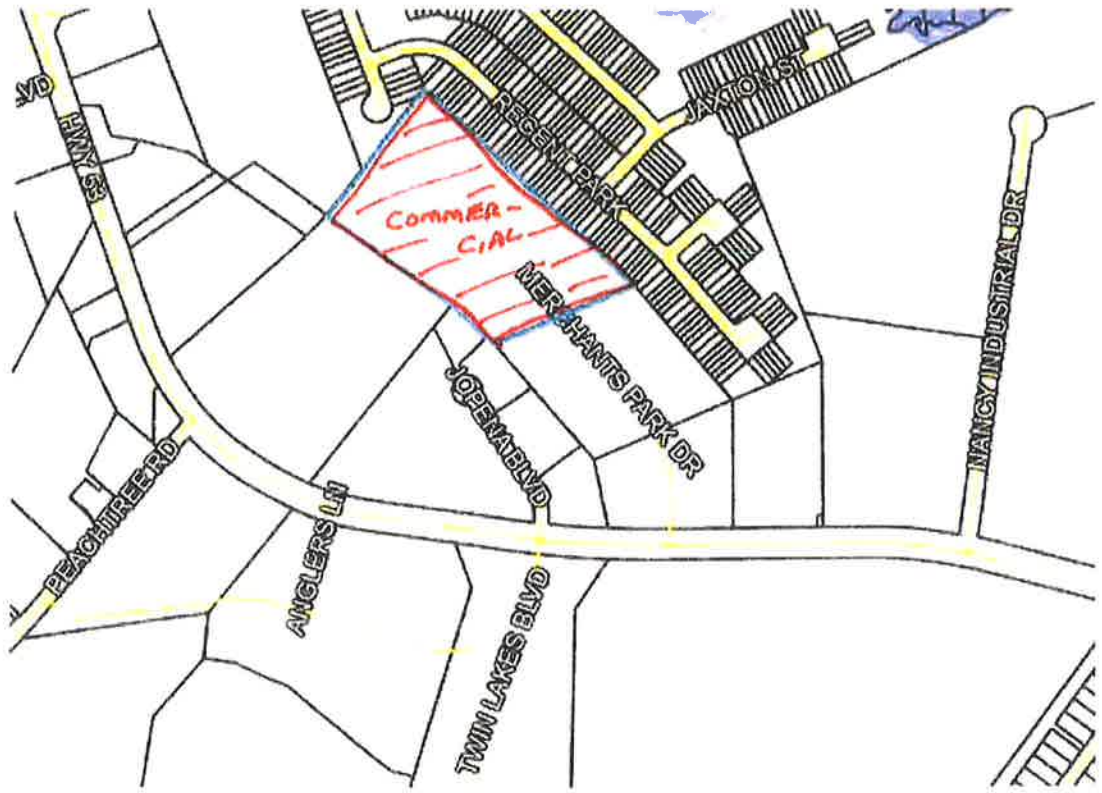 JAXTON ST
REGENT PARK
HWY 53
COMMER-
CIAL
NANCY INDUSTRIAL DR
MERCHANTS PARK DR
JOPENA BLVD
PEACHTREE RD
ANGLERS LN
TWIN LAKES BLVD